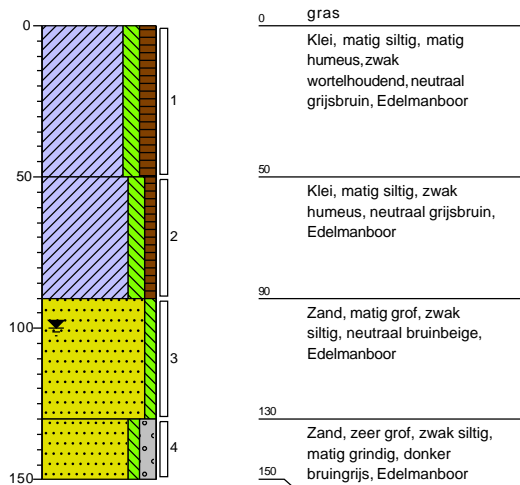 0
50
100
150
1
2
3
4
0
gras
Klei, matig siltig, matig
humeus, zwak
wortelhoudend, neutraal
grijsbruin, Edelmanboor
50
Klei, matig siltig, zwak
humeus, neutraal grijsbruin,
Edelmanboor
90
Zand, matig grof, zwak
siltig, neutraal bruinbeige,
Edelmanboor
130
Zand, zeer grof, zwak siltig,
matig grindig, donker
bruingrijs, Edelmanboor
150